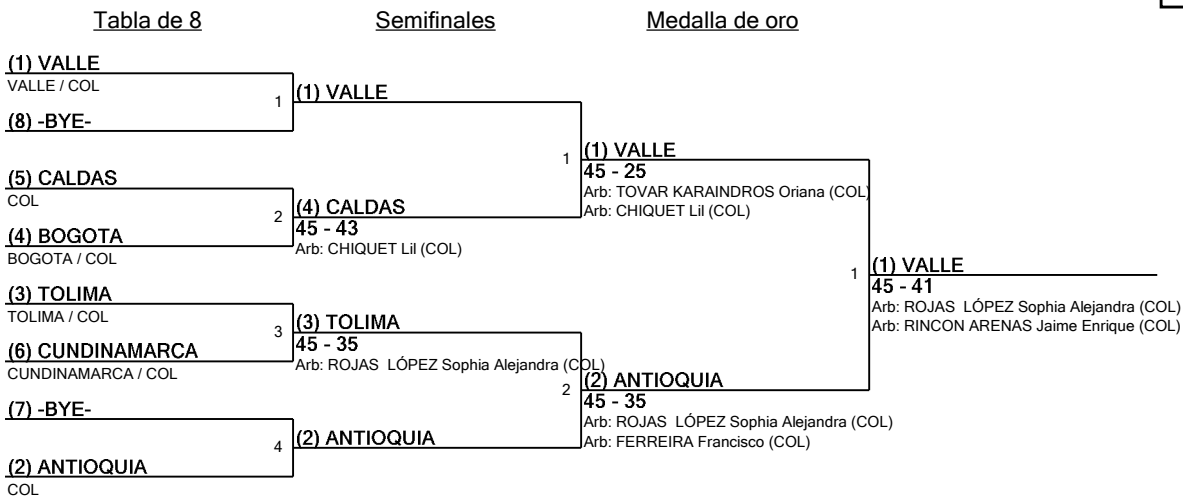 Tabla de 8
Semifinales
Medalla de oro
(1) VALLE
VALLE / COL
(8) -BYE-
(5) CALDAS
COL
(4) BOGOTA
BOGOTA / COL
(3) TOLIMA
TOLIMA / COL
(6) CUNDINAMARCA
CUNDINAMARCA / COL
(7) -BYE-
(2) ANTIOQUIA
COL
1
(1) VALLE
2
(4) CALDAS
45 - 43
Arb: CHIQUET Lil (COL)
3
(3) TOLIMA
45 - 35
Arb: ROJAS  LÓPEZ Sophia Alejandra (COL)
4
(2) ANTIOQUIA
1
(1) VALLE
45 - 25
Arb: TOVAR KARAINDROS Oriana (COL)
Arb: CHIQUET Lil (COL)
2
(2) ANTIOQUIA
45 - 35
Arb: ROJAS  LÓPEZ Sophia Alejandra (COL)
Arb: FERREIRA Francisco (COL)
1
(1) VALLE
45 - 41
Arb: ROJAS  LÓPEZ Sophia Alejandra (COL)
Arb: RINCON ARENAS Jaime Enrique (COL)